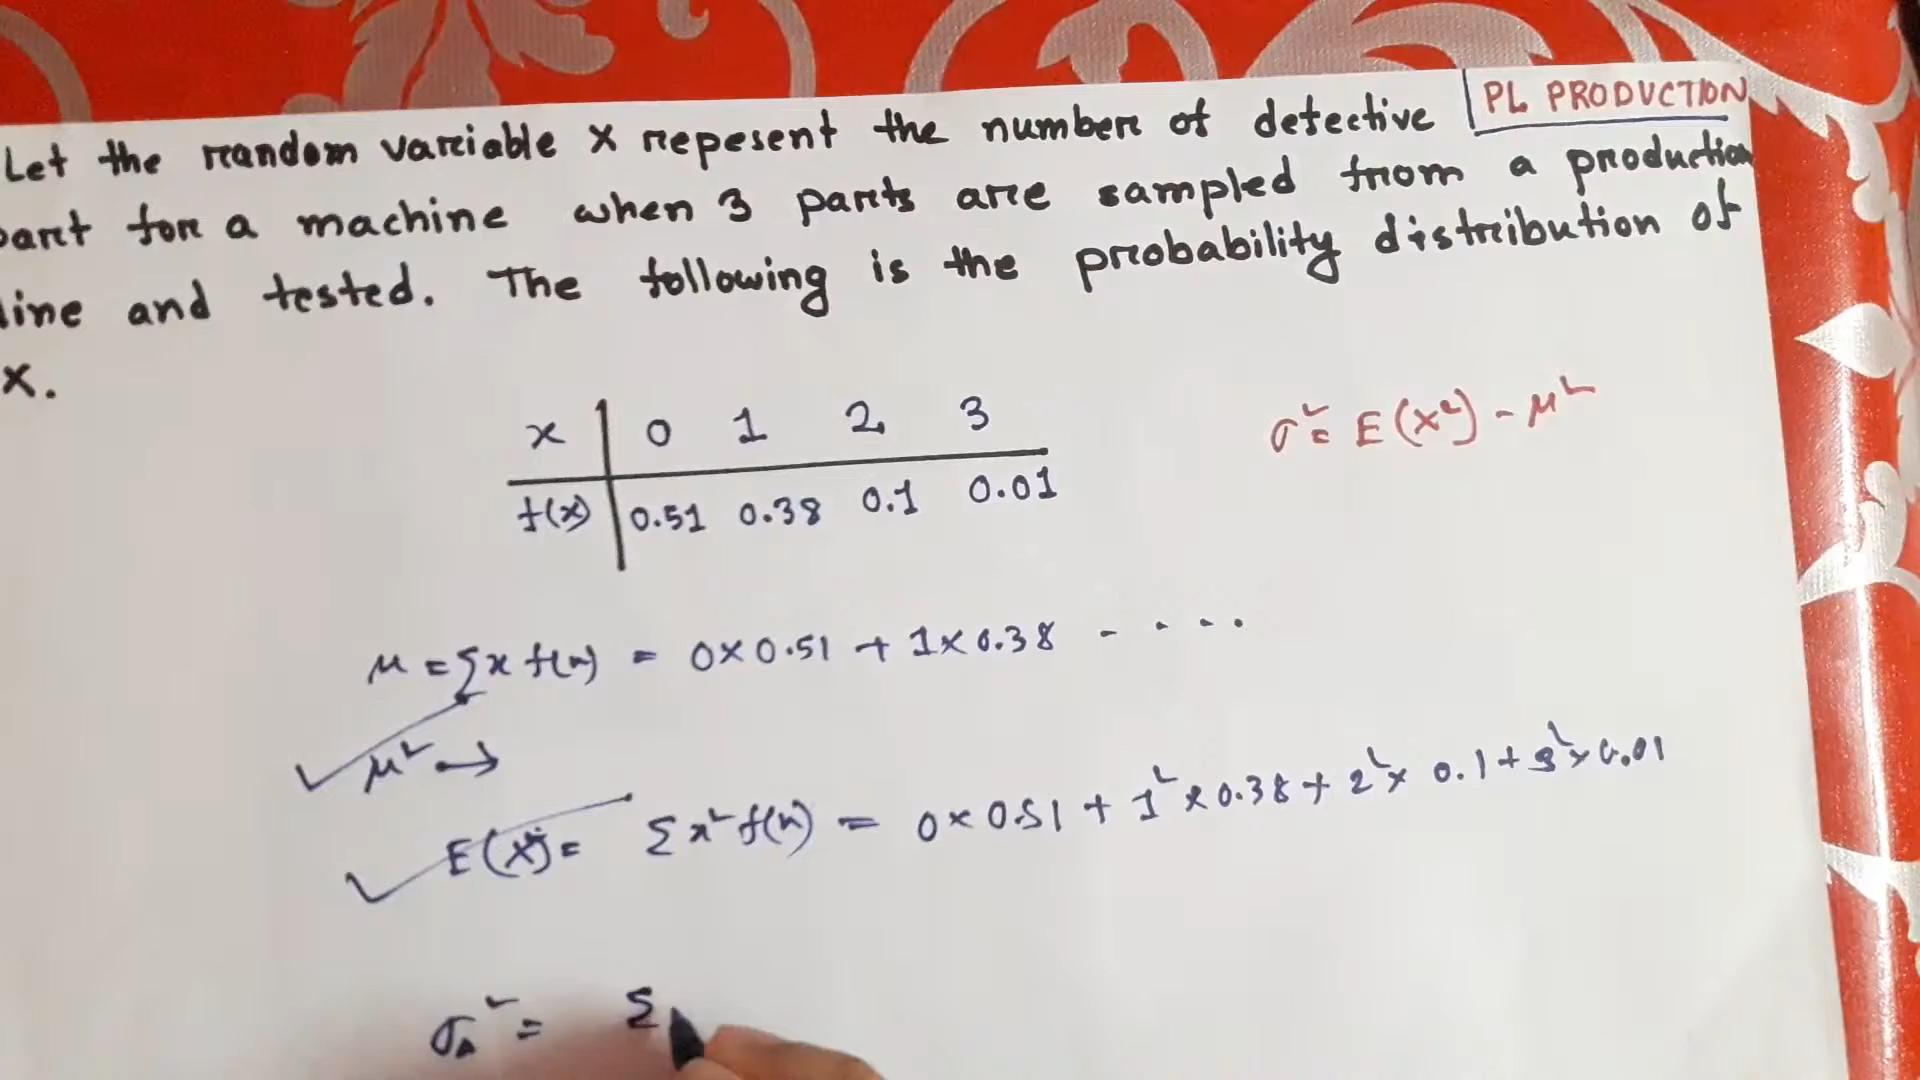 Let the random variable x repesent the number of defective
PL PRODUCTION
part for a machine when 3 parts are sampled from a production
line and tested. The following is the probability distribution of
x.
x 0 1 2 3
f(x) 0.51 0.38 0.1 0.01
σ² = E(x²) - μ²
μ = Σx f(x) = 0×0.51 + 1×0.38 - ....
μ² →
E(x²) = Σx² f(x) = 0×0.51 + 1²×0.38 + 2²× 0.1 + 3²×0.01
σ² = Σ